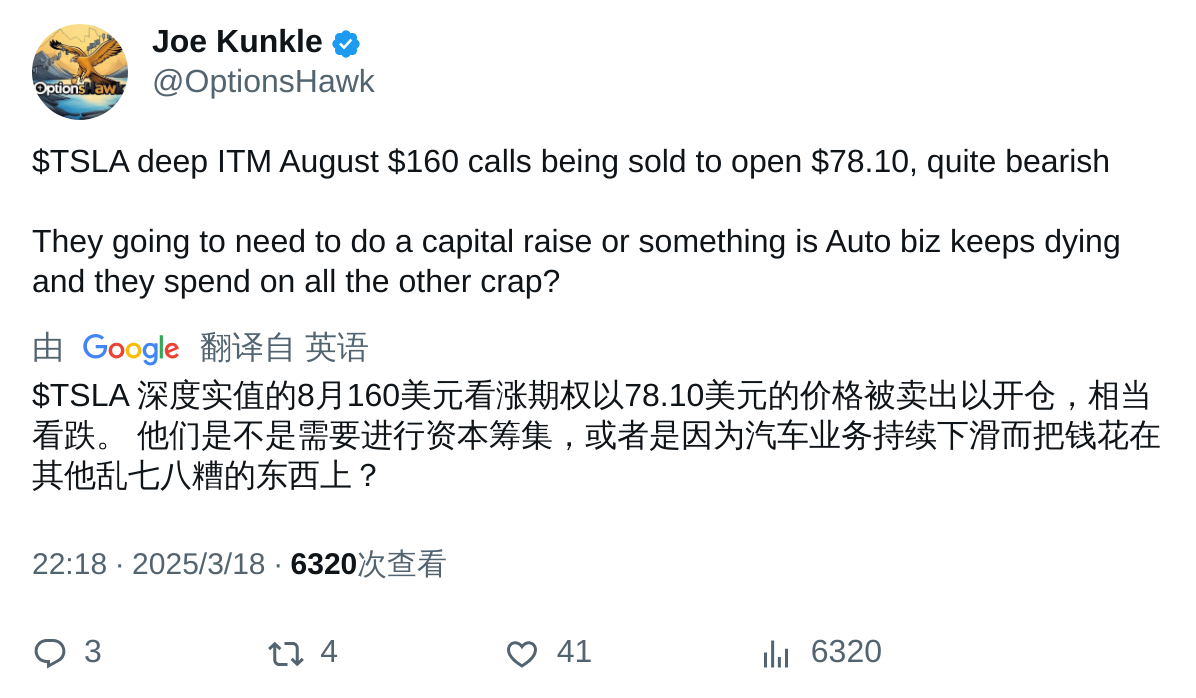 Joe Kunkle
@OptionsHawk
OptionsHawk
$TSLA deep ITM August $160 calls being sold to open $78.10, quite bearish
They going to need to do a capital raise or something is Auto biz keeps dying
and they spend on all the other crap?
由 Google 翻译自 英语
$TSLA 深度实值的8月160美元看涨期权以78.10美元的价格被卖出以开仓，相当
看跌。 他们是不是需要进行资本筹集，或者是因为汽车业务持续下滑而把钱花在
其他乱七八糟的东西上？
22:18 · 2025/3/18 · 6320次查看
3 4 41 6320